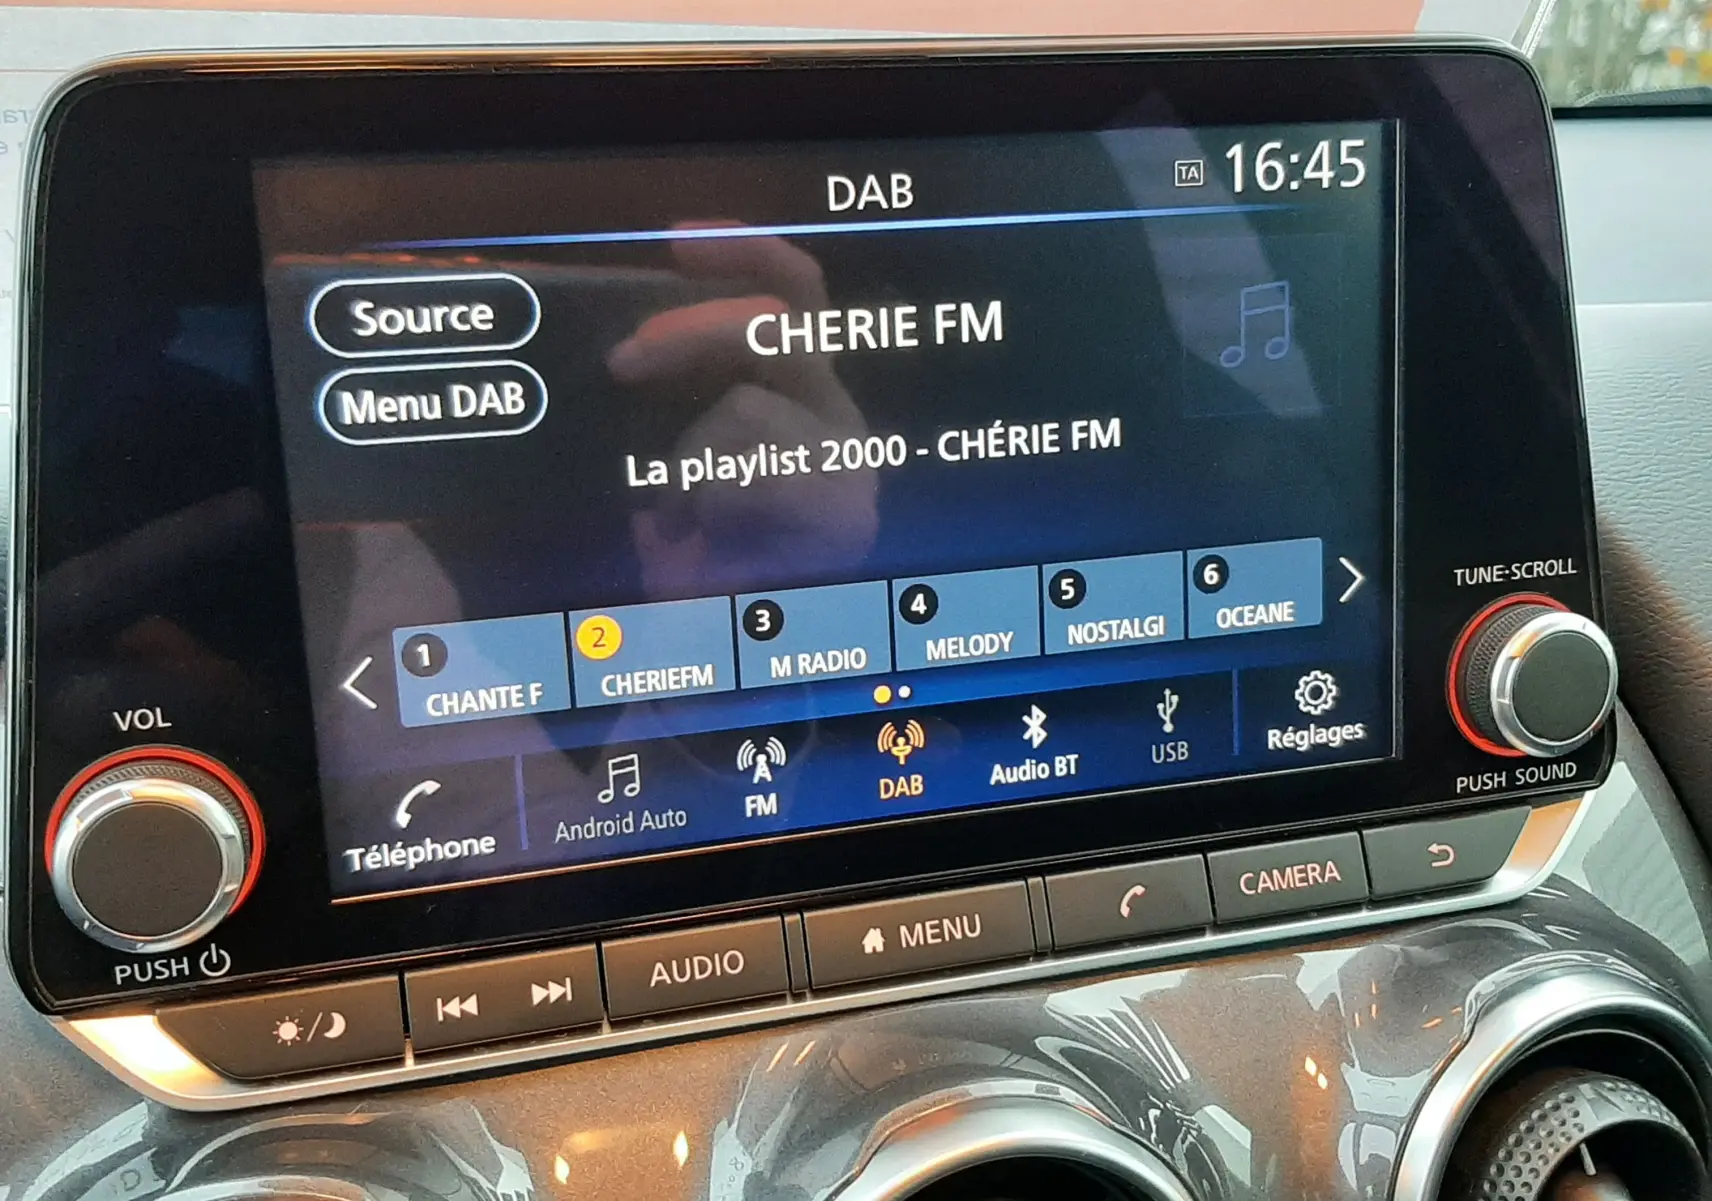 DAB
TA 16:45
Source
CHERIE FM
Menu DAB
La playlist 2000 - CHÉRIE FM
1 CHANTE F
2 CHERIEFM
3 M RADIO
4 MELODY
5 NOSTALGI
6 OCEANE
Téléphone
Android Auto
FM
DAB
Audio BT
USB
Réglages
VOL
PUSH
TUNE·SCROLL
PUSH SOUND
AUDIO
MENU
CAMERA